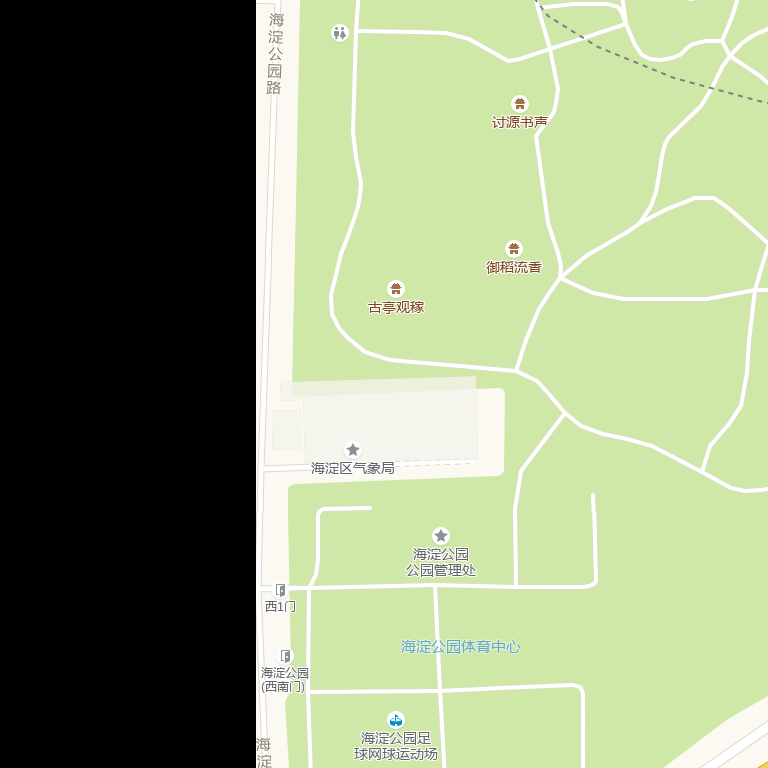 海淀公园路
讨源书声
御稻流香
古亭观稼
海淀区气象局
海淀公园
公园管理处
西1门
海淀公园体育中心
海淀公园
(西南门)
海淀公园足
球网球运动场
海淀